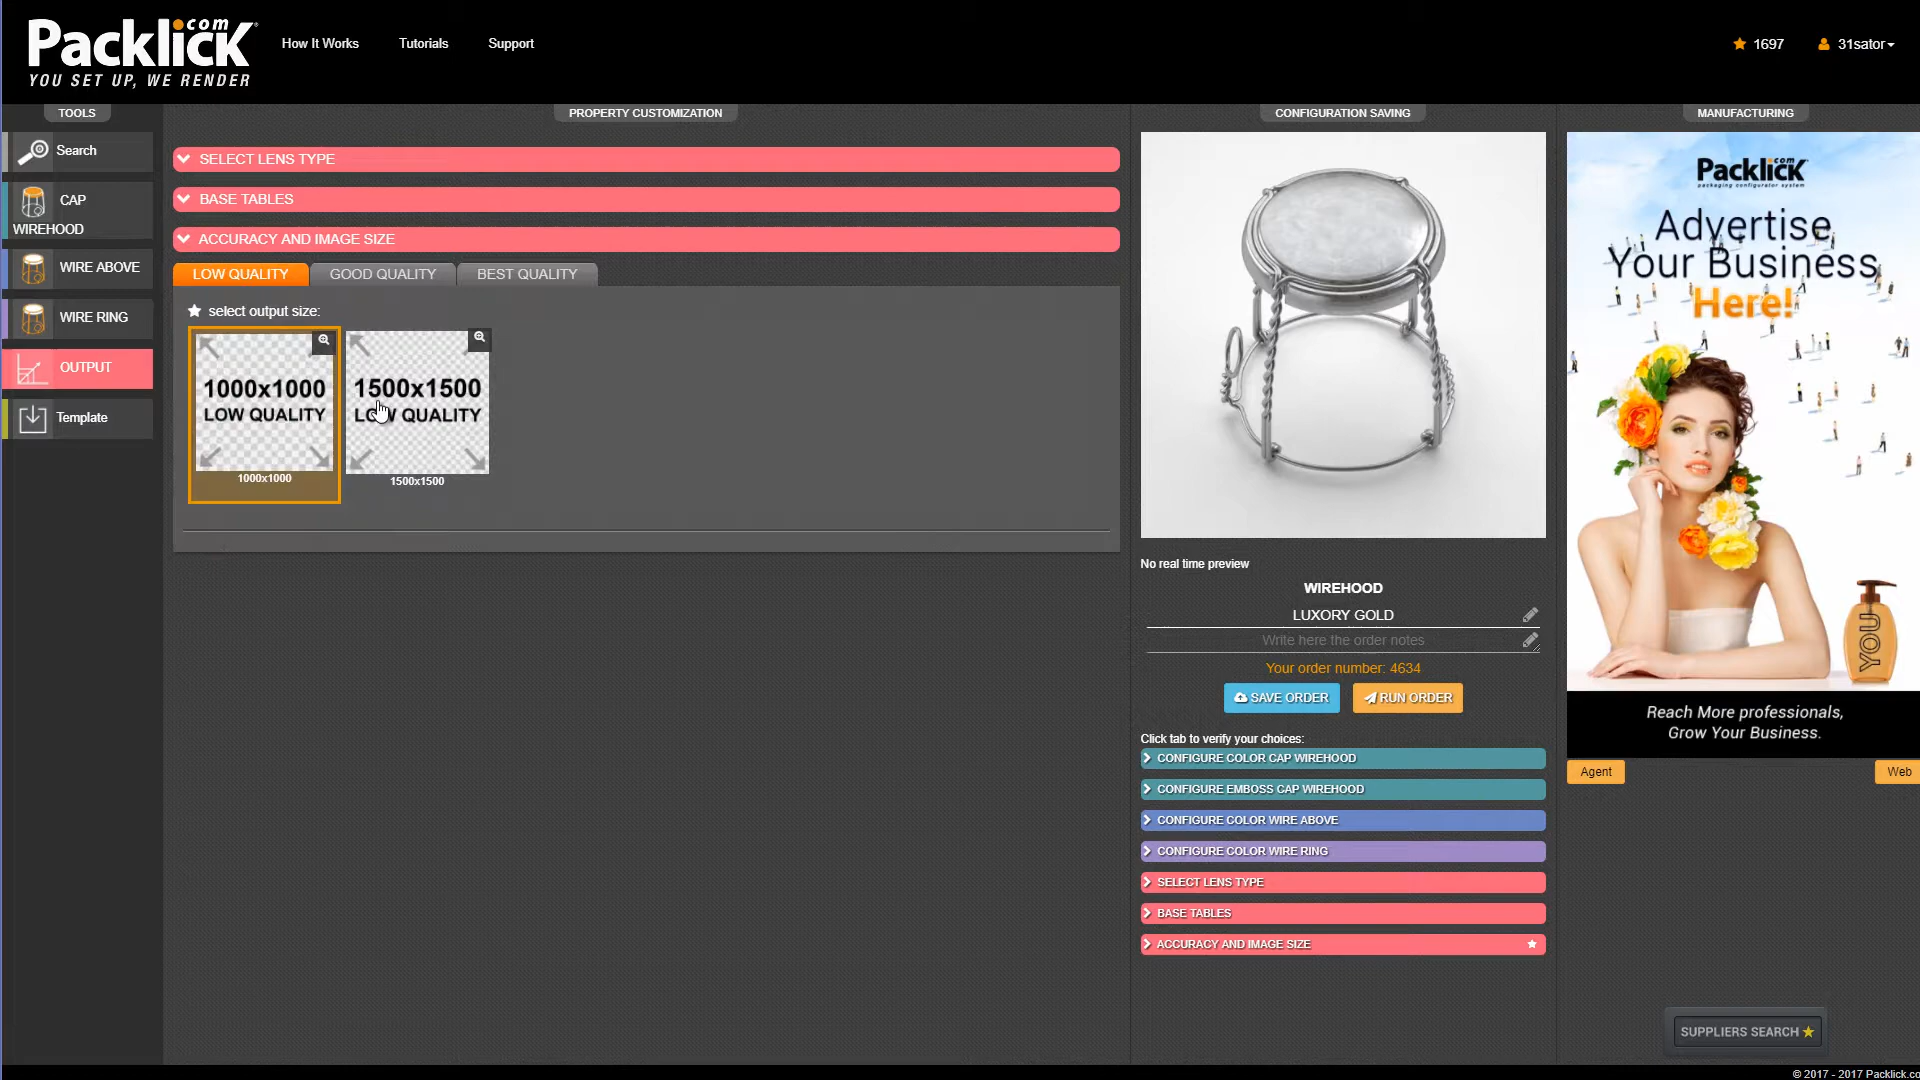 Packlick.com
YOU SET UP, WE RENDER
How It Works
Tutorials
Support
1697
31sator
TOOLS
Search
CAP
WIREHOOD
WIRE ABOVE
WIRE RING
OUTPUT
Template
PROPERTY CUSTOMIZATION
SELECT LENS TYPE
BASE TABLES
ACCURACY AND IMAGE SIZE
LOW QUALITY
GOOD QUALITY
BEST QUALITY
select output size:
1000x1000
LOW QUALITY
1000x1000
1500x1500
LOW QUALITY
1500x1500
CONFIGURATION SAVING
No real time preview
WIREHOOD
LUXORY GOLD
Write here the order notes
Your order number: 4634
SAVE ORDER
RUN ORDER
Click tab to verify your choices:
CONFIGURE COLOR CAP WIREHOOD
CONFIGURE EMBOSS CAP WIREHOOD
CONFIGURE COLOR WIRE ABOVE
CONFIGURE COLOR WIRE RING
SELECT LENS TYPE
BASE TABLES
ACCURACY AND IMAGE SIZE
MANUFACTURING
Packlick.com
packaging configurator system
Advertise
Your Business
Here!
YOU
Reach More professionals,
Grow Your Business.
Agent
Web
SUPPLIERS SEARCH
© 2017 - 2017 Packlick.co